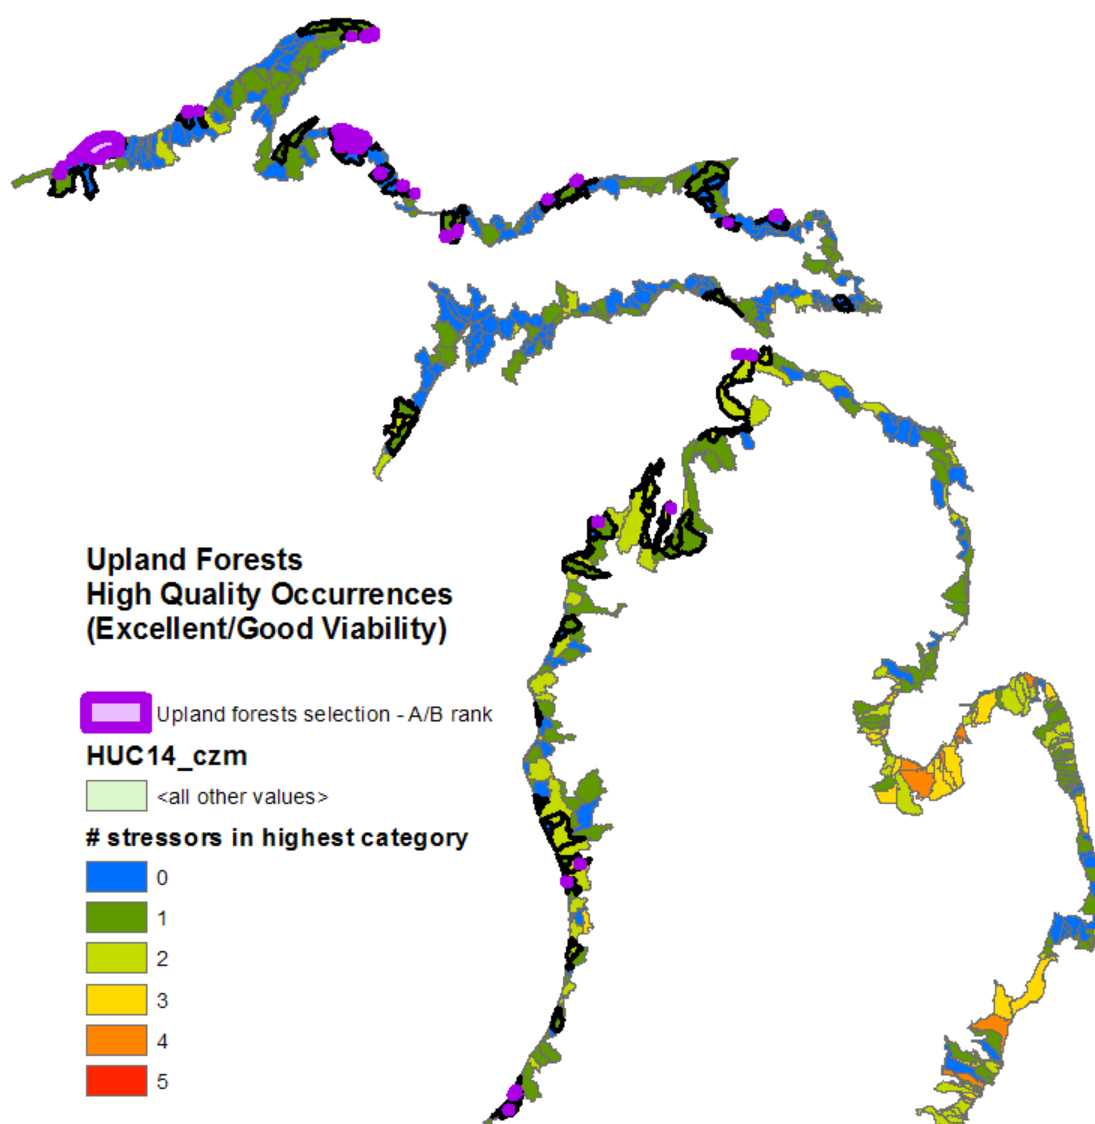 Upland Forests
High Quality Occurrences
(Excellent/Good Viability)
Upland forests selection - A/B rank
HUC14_czm
<all other values>
# stressors in highest category
0
1
2
3
4
5